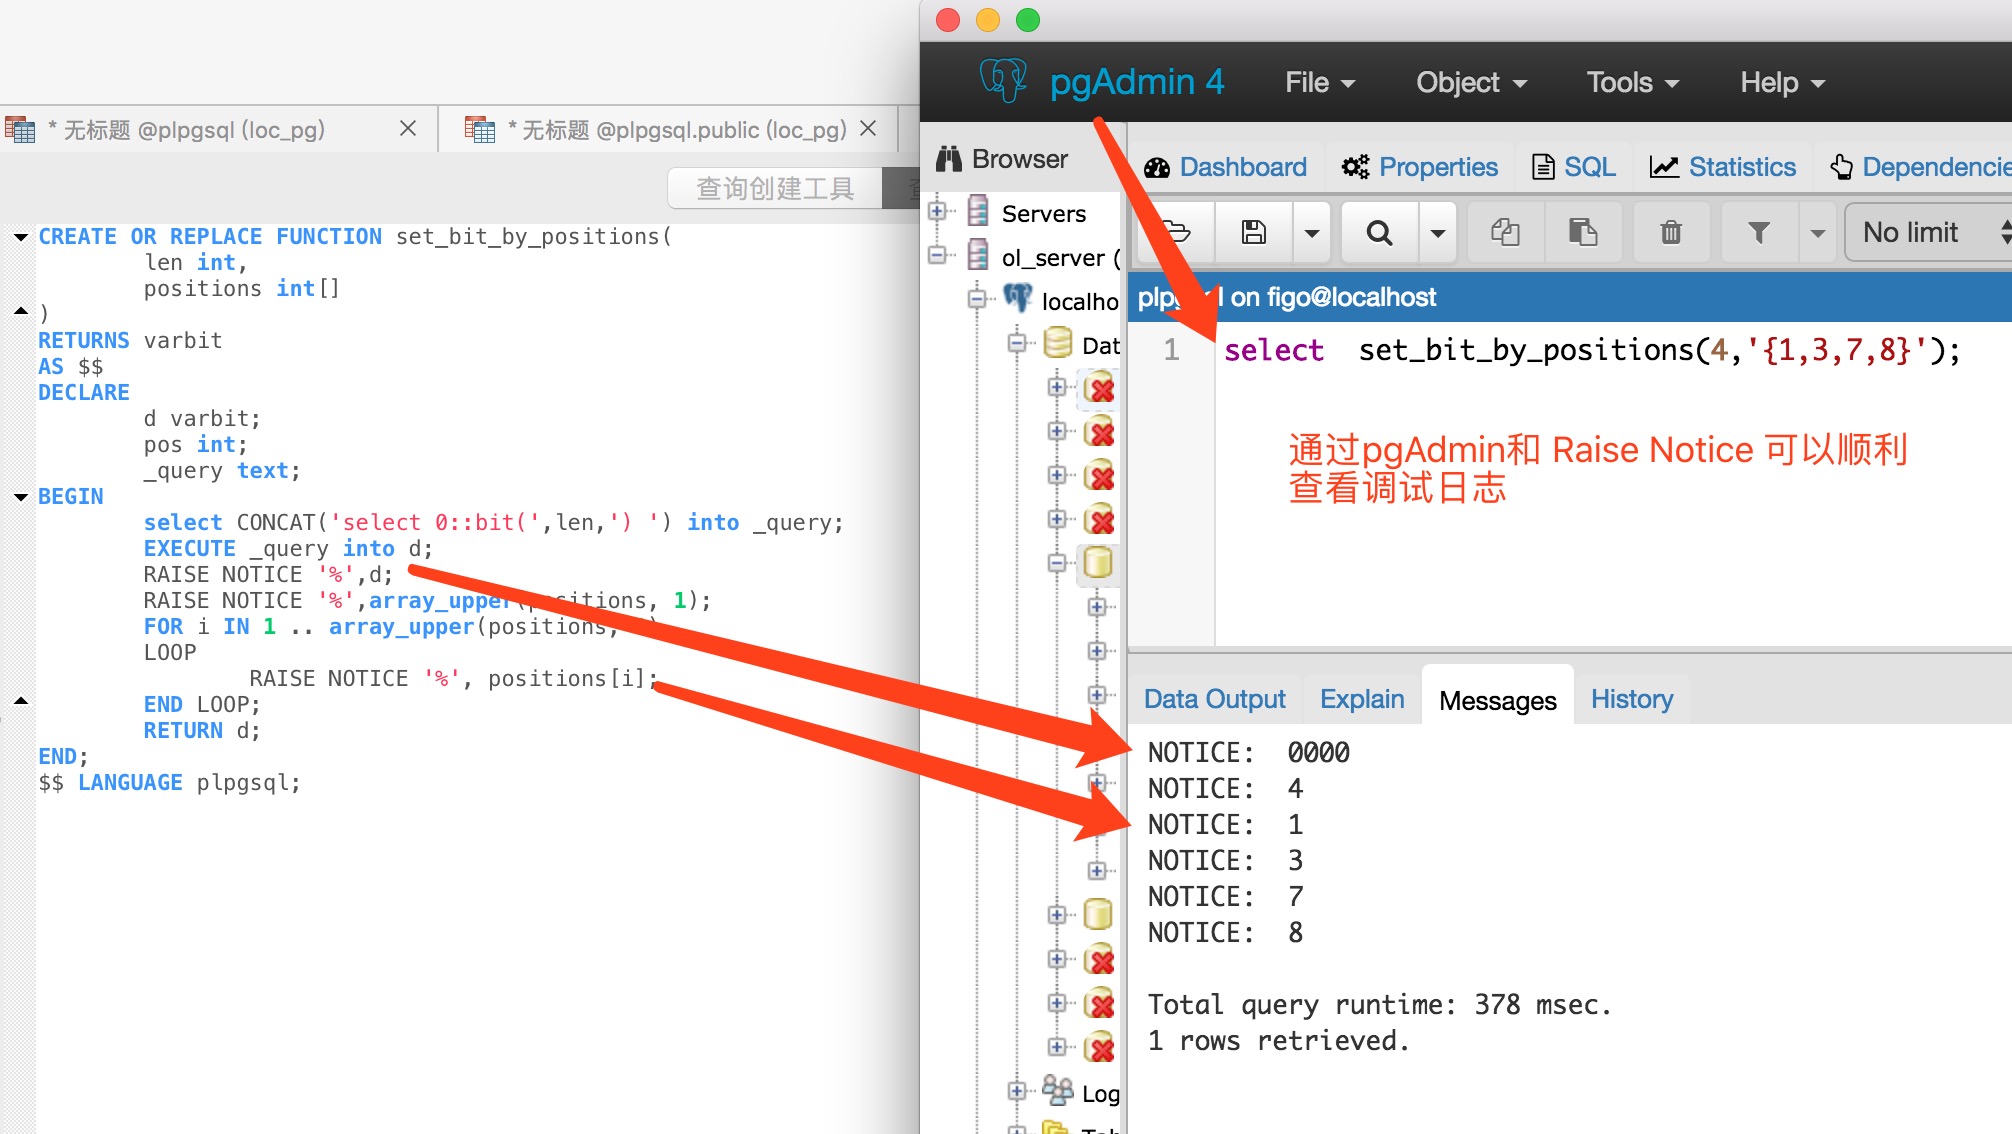 * 无标题 @plpgsql (loc_pg)
* 无标题 @plpgsql.public (loc_pg)
查询创建工具
CREATE OR REPLACE FUNCTION set_bit_by_positions(
len int,
positions int[]
)
RETURNS varbit
AS $$
DECLARE
d varbit;
pos int;
_query text;
BEGIN
select CONCAT('select 0::bit(',len,') ') into _query;
EXECUTE _query into d;
RAISE NOTICE '%',d;
RAISE NOTICE '%',array_upper(positions, 1);
FOR i IN 1 .. array_upper(positions,
LOOP
RAISE NOTICE '%', positions[i];
END LOOP;
RETURN d;
END;
$$ LANGUAGE plpgsql;
pgAdmin 4
File
Object
Tools
Help
Browser
Dashboard
Properties
SQL
Statistics
Dependencie
Servers
ol_server (
localho
Dat
Log
No limit
plpgsql on figo@localhost
1
select  set_bit_by_positions(4,'{1,3,7,8}');
通过pgAdmin和 Raise Notice 可以顺利
查看调试日志
Data Output
Explain
Messages
History
NOTICE:  0000
NOTICE:  4
NOTICE:  1
NOTICE:  3
NOTICE:  7
NOTICE:  8
Total query runtime: 378 msec.
1 rows retrieved.